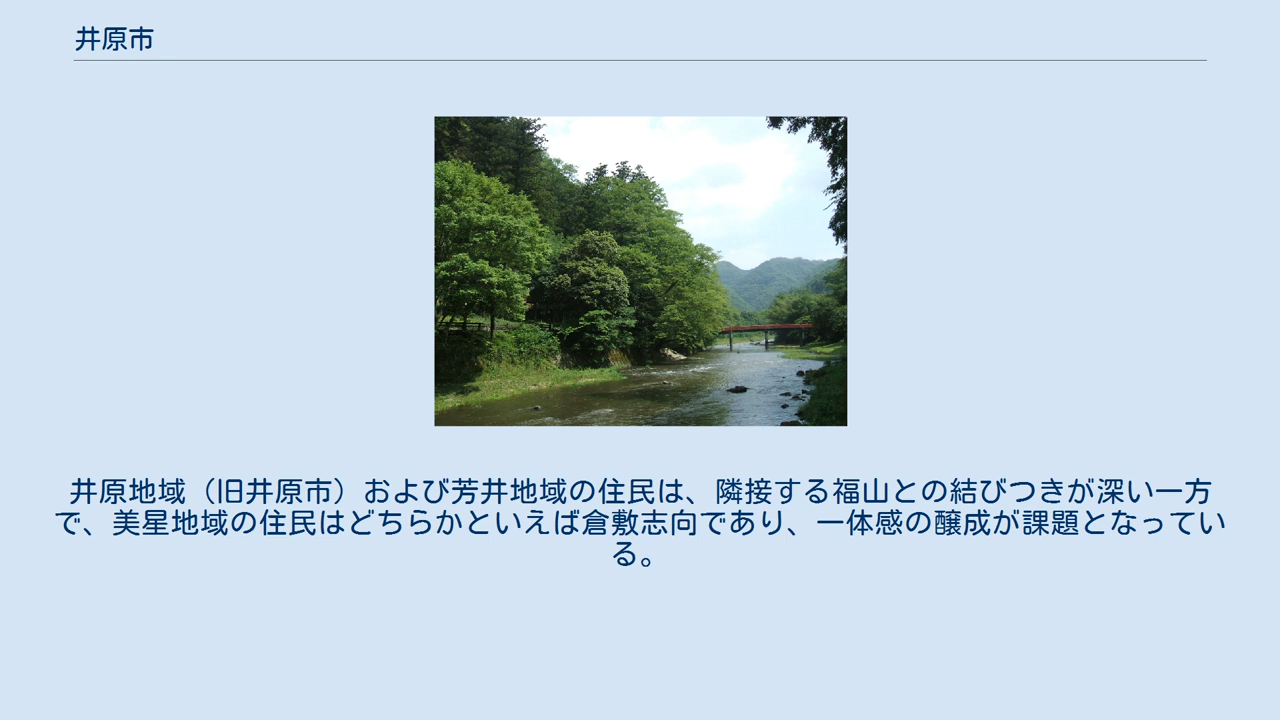 井原市
井原地域（旧井原市）および芳井地域の住民は、隣接する福山との結びつきが深い一方
で、美星地域の住民はどちらかといえば倉敷志向であり、一体感の醸成が課題となってい
る。